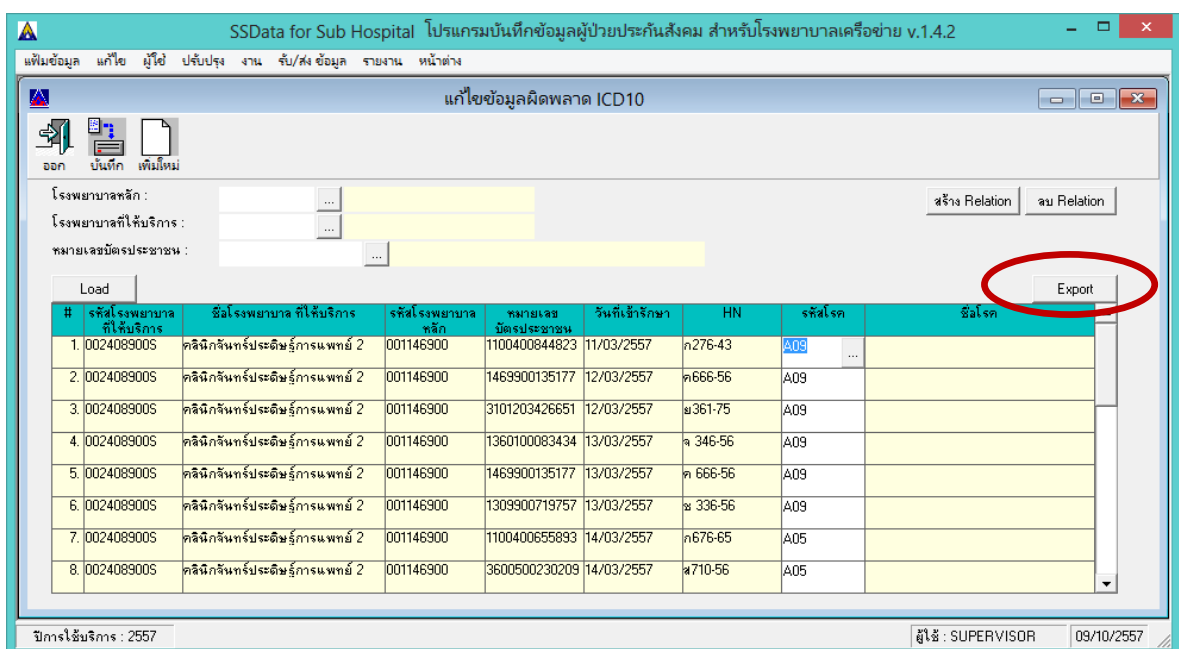 SSData for Sub Hospital โปรแกรมบันทึกข้อมูลผู้ป่วยประกันสังคม สำหรับโรงพยาบาลเครือข่าย v.1.4.2
แฟ้มข้อมูล แก้ไข ผู้ใช้ ปรับปรุง งาน รับ/ส่ง ข้อมูล รายงาน หน้าต่าง
แก้ไขข้อมูลผิดพลาด ICD10
ออก บันทึก เพิ่มใหม่
โรงพยาบาลหลัก : ... สร้าง Relation ลบ Relation
โรงพยาบาลที่ให้บริการ : ...
หมายเลขบัตรประชาชน : ...
Load Export
# รหัสโรงพยาบาลที่ให้บริการ ชื่อโรงพยาบาล ที่ให้บริการ รหัสโรงพยาบาลหลัก หมายเลขบัตรประชาชน วันที่เข้ารักษา HN รหัสโรค ชื่อโรค
1. 002408900S คลินิกจันทร์ประดิษฐ์การแพทย์ 2 001146900 1100400844823 11/03/2557 ก276-43 A09 ...
2. 002408900S คลินิกจันทร์ประดิษฐ์การแพทย์ 2 001146900 1469900135177 12/03/2557 ค666-56 A09
3. 002408900S คลินิกจันทร์ประดิษฐ์การแพทย์ 2 001146900 3101203426651 12/03/2557 ย361-75 A09
4. 002408900S คลินิกจันทร์ประดิษฐ์การแพทย์ 2 001146900 1360100083434 13/03/2557 จ 346-56 A09
5. 002408900S คลินิกจันทร์ประดิษฐ์การแพทย์ 2 001146900 1469900135177 13/03/2557 ค 666-56 A09
6. 002408900S คลินิกจันทร์ประดิษฐ์การแพทย์ 2 001146900 1309900719757 13/03/2557 ช 336-56 A09
7. 002408900S คลินิกจันทร์ประดิษฐ์การแพทย์ 2 001146900 1100400655893 14/03/2557 ก676-65 A05
8. 002408900S คลินิกจันทร์ประดิษฐ์การแพทย์ 2 001146900 3600500230209 14/03/2557 ส710-56 A05
ปีการใช้บริการ : 2557 ผู้ใช้ : SUPERVISOR 09/10/2557